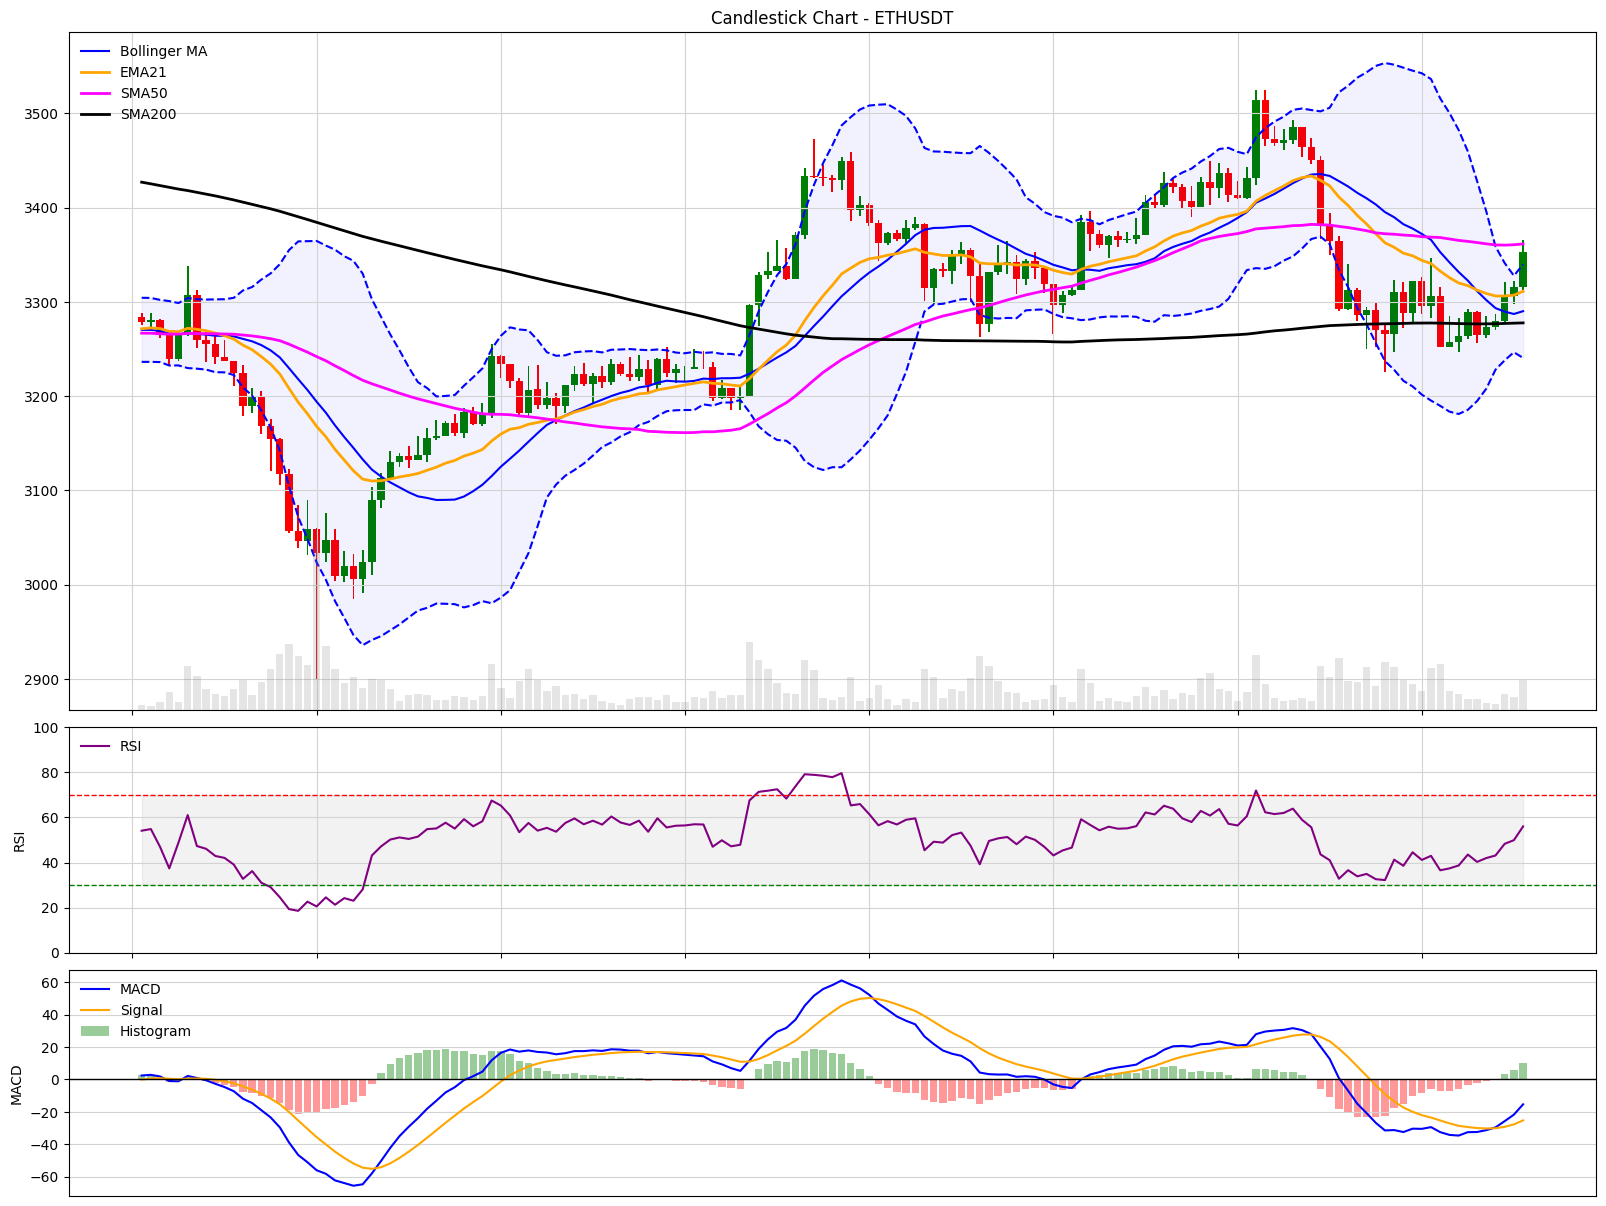 Candlestick Chart - ETHUSDT
Bollinger MA
EMA21
SMA50
SMA200
3500
3400
3300
3200
3100
3000
2900
RSI
100
80
60
40
20
0
RSI
MACD
Signal
Histogram
60
40
20
0
−20
−40
−60
MACD